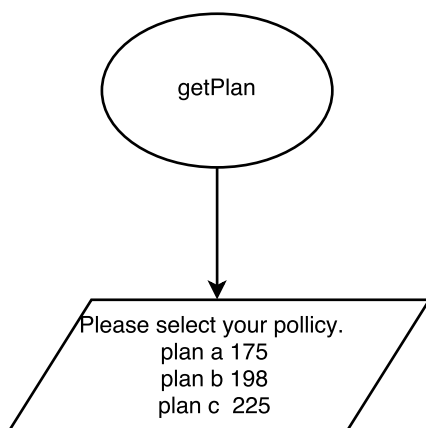 getPlan
Please select your pollicy.
plan a 175
plan b 198
plan c  225